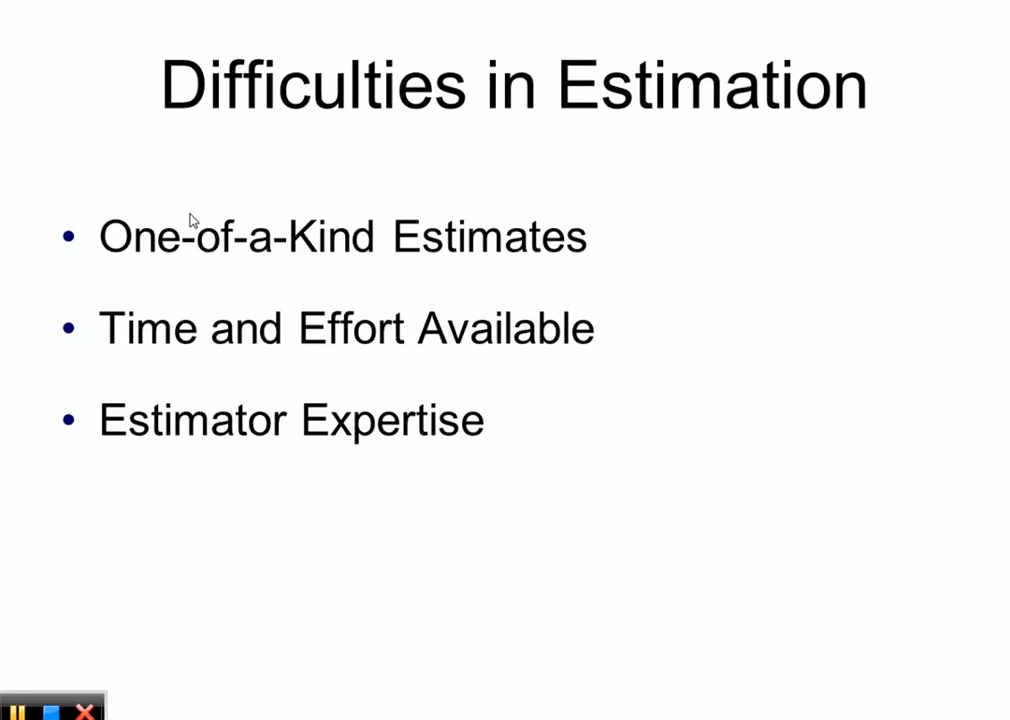 Difficulties in Estimation
• One-of-a-Kind Estimates
• Time and Effort Available
• Estimator Expertise